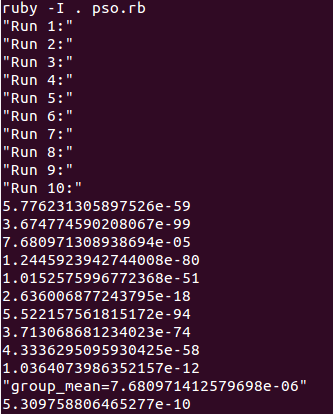 ruby -I . pso.rb
"Run 1:"
"Run 2:"
"Run 3:"
"Run 4:"
"Run 5:"
"Run 6:"
"Run 7:"
"Run 8:"
"Run 9:"
"Run 10:"
5.776231305897526e-59
3.674774590208067e-99
7.680971308938694e-05
1.2445923942744008e-80
1.0152575996772368e-51
2.636006877243795e-18
5.522157561815172e-94
3.713068681234023e-74
4.3336295095930425e-58
1.0364073986352157e-12
"group_mean=7.680971412579698e-06"
5.309758806465277e-10